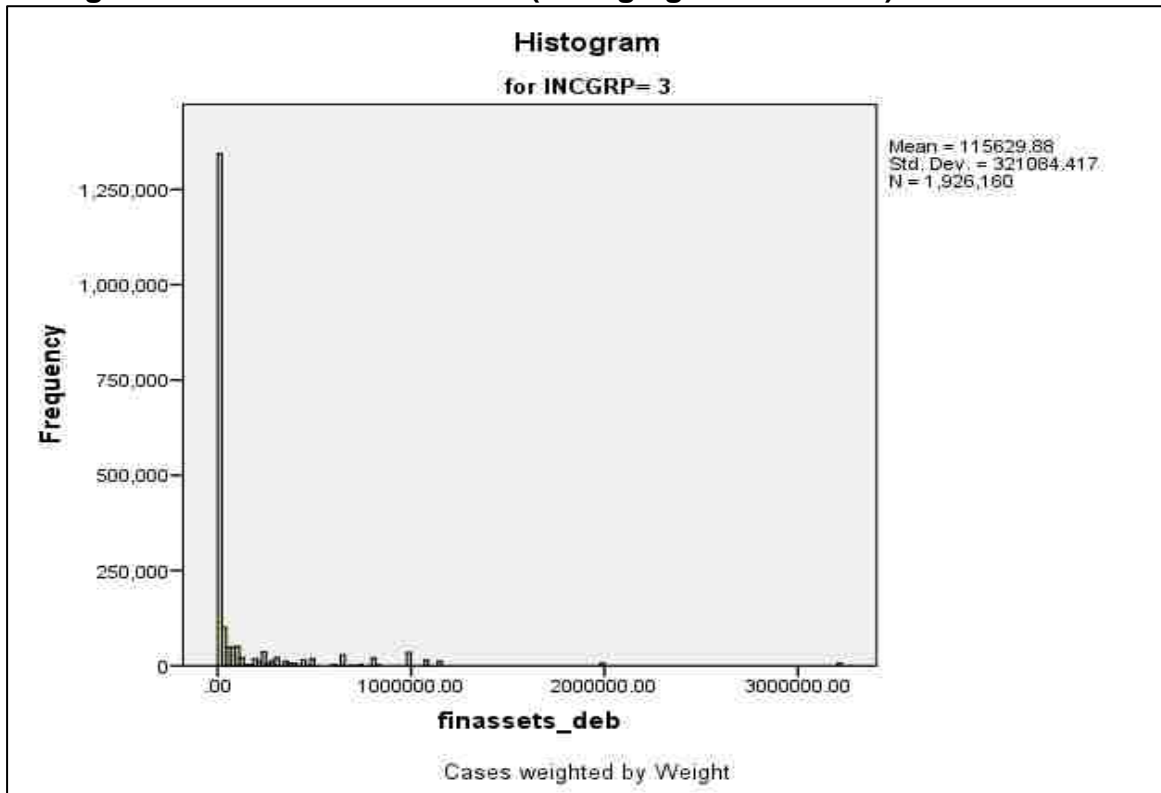 Histogram
for INCGRP= 3
Mean = 115629.88
Std. Dev. = 321084.417
N = 1,926,160
Frequency
1,250,000
1,000,000
750,000
500,000
250,000
0
.00
1000000.00
2000000.00
3000000.00
finassets_deb
Cases weighted by Weight